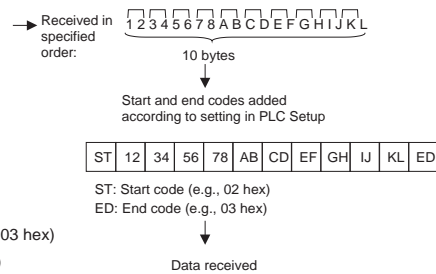 Received in
specified
order:
1 2 3 4 5 6 7 8 A B C D E F G H I J K L
10 bytes
Start and end codes added
according to setting in PLC Setup
ST 12 34 56 78 AB CD EF GH IJ KL ED
ST: Start code (e.g., 02 hex)
ED: End code (e.g., 03 hex)
03 hex)
Data received